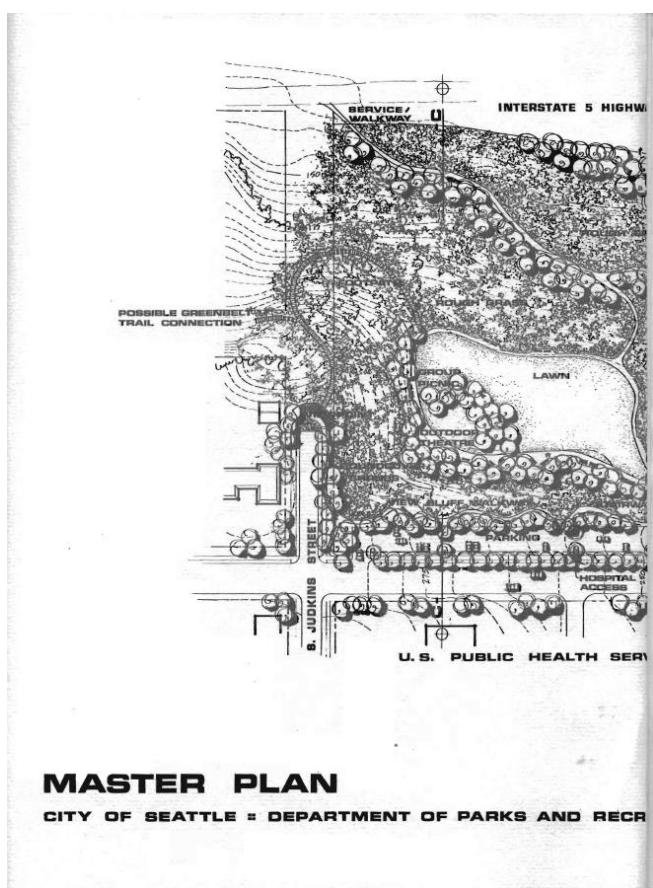 SERVICE/
WALKWAY
INTERSTATE 5 HIGHW
POSSIBLE GREENBELT
TRAIL CONNECTION
ROUGH GRASS
LAWN
GROUP
PICNIC
OUTDOOR
THEATRE
VIEW BLUFF WALKWAY
PARKING
HOSPITAL
ACCESS
275
S. JUDKINS STREET
U.S. PUBLIC HEALTH SERV
MASTER PLAN
CITY OF SEATTLE = DEPARTMENT OF PARKS AND RECR